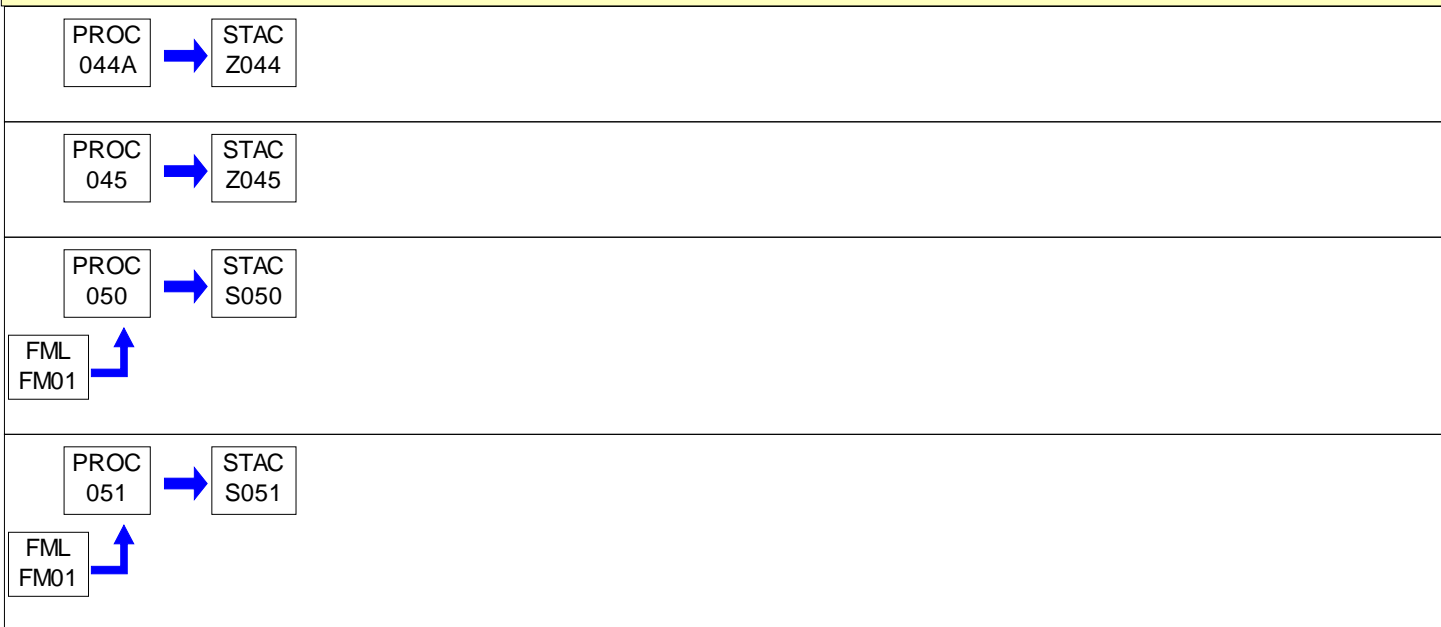 PROC
044A
STAC
Z044
PROC
045
STAC
Z045
PROC
050
STAC
S050
FML
FM01
PROC
051
STAC
S051
FML
FM01